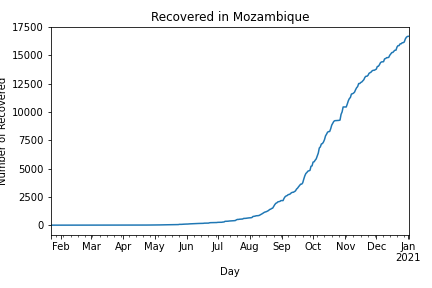 Recovered in Mozambique
17500
15000
12500
10000
7500
5000
2500
0
Number of Recovered
Feb Mar Apr May Jun Jul Aug Sep Oct Nov Dec Jan
2021
Day